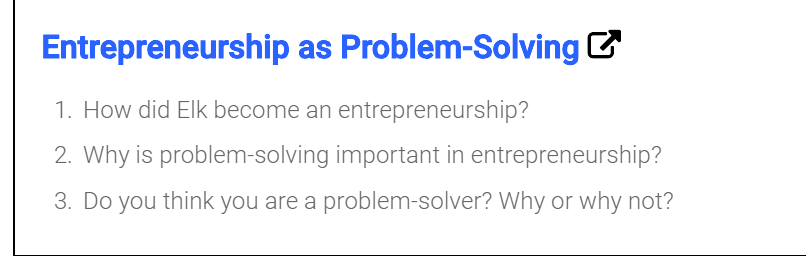 Entrepreneurship as Problem-Solving
1. How did Elk become an entrepreneurship?
2. Why is problem-solving important in entrepreneurship?
3. Do you think you are a problem-solver? Why or why not?